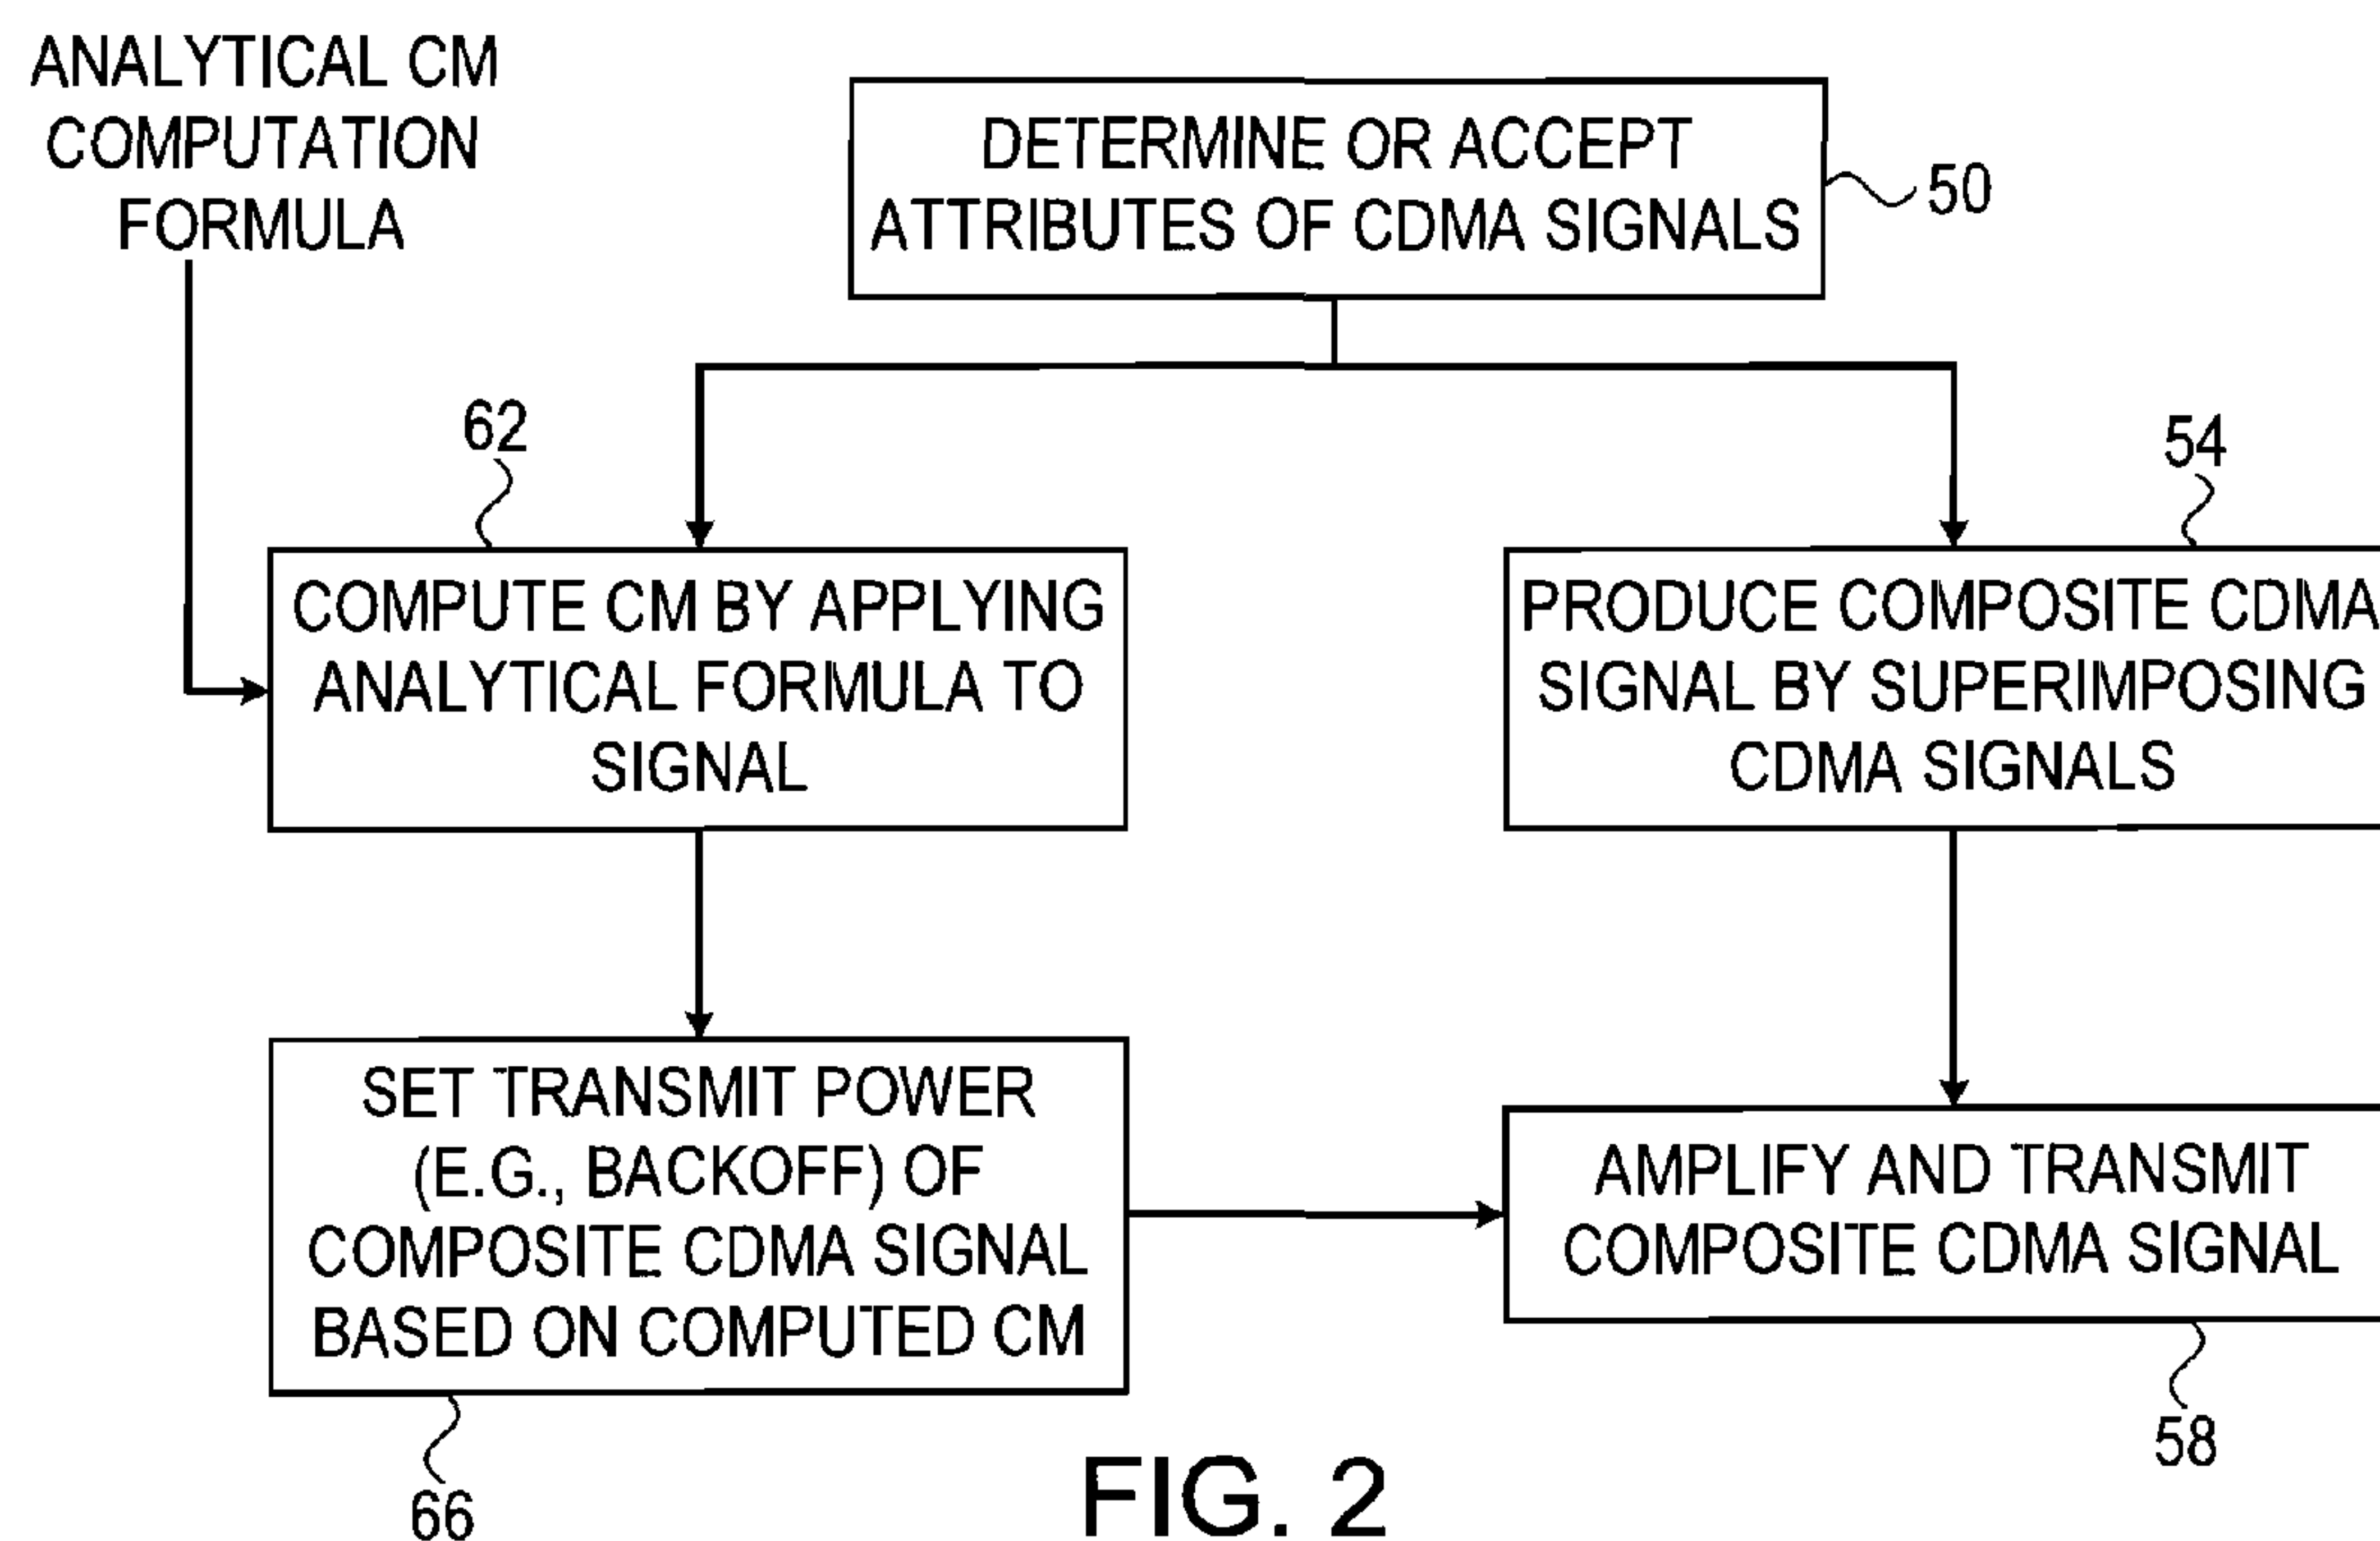 ANALYTICAL CM
COMPUTATION
FORMULA
DETERMINE OR ACCEPT
ATTRIBUTES OF CDMA SIGNALS
50
62
54
COMPUTE CM BY APPLYING
ANALYTICAL FORMULA TO
SIGNAL
PRODUCE COMPOSITE CDMA
SIGNAL BY SUPERIMPOSING
CDMA SIGNALS
SET TRANSMIT POWER
(E.G., BACKOFF) OF
COMPOSITE CDMA SIGNAL
BASED ON COMPUTED CM
AMPLIFY AND TRANSMIT
COMPOSITE CDMA SIGNAL
66
58
FIG. 2